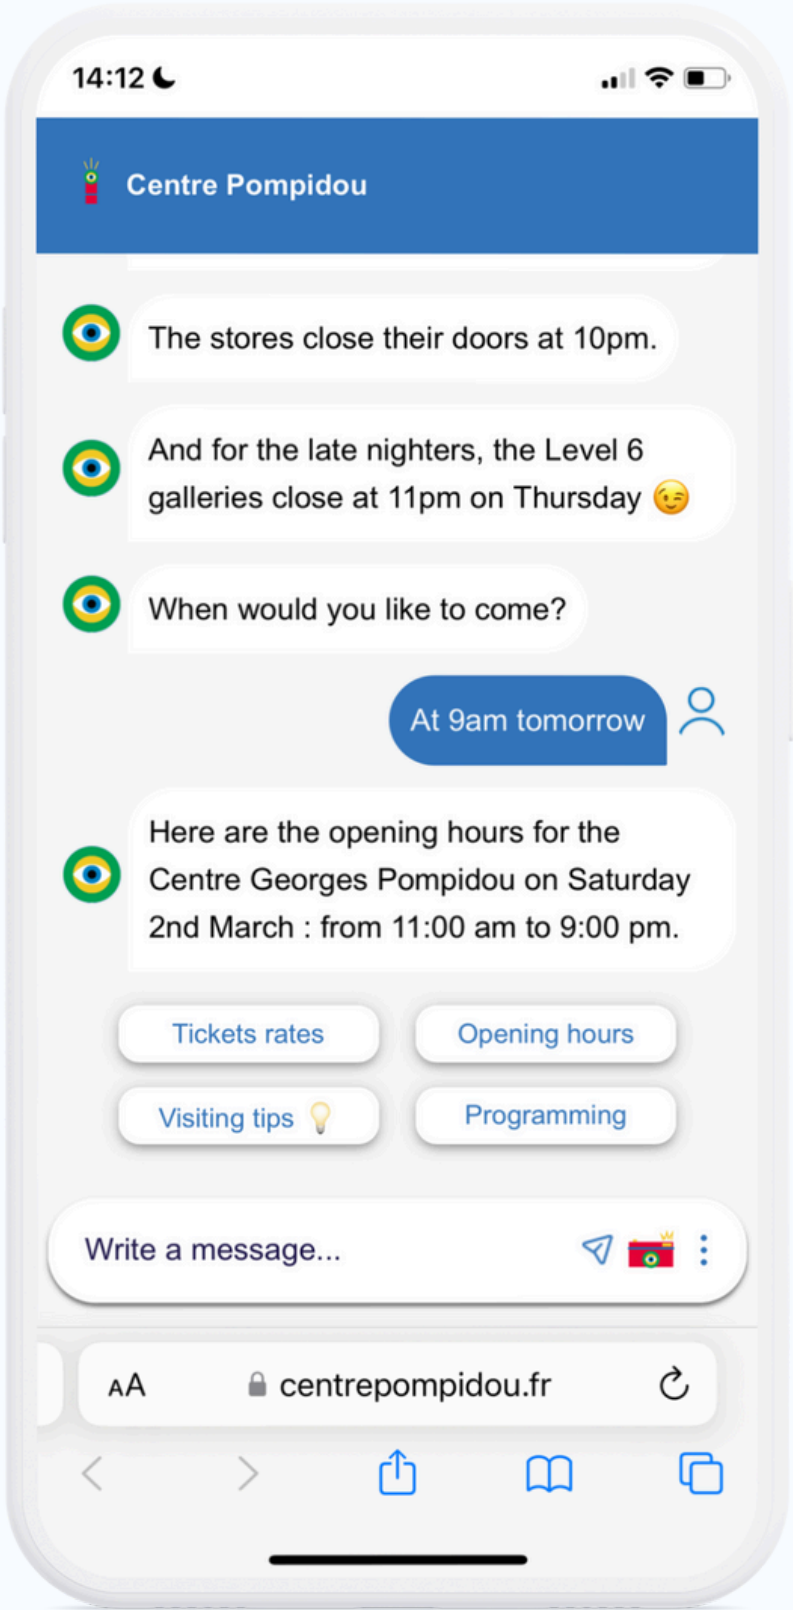 14:12
Centre Pompidou
The stores close their doors at 10pm.
And for the late nighters, the Level 6
galleries close at 11pm on Thursday 😉
When would you like to come?
At 9am tomorrow
Here are the opening hours for the
Centre Georges Pompidou on Saturday
2nd March : from 11:00 am to 9:00 pm.
Tickets rates
Opening hours
Visiting tips 💡
Programming
Write a message...
AA
centrepompidou.fr